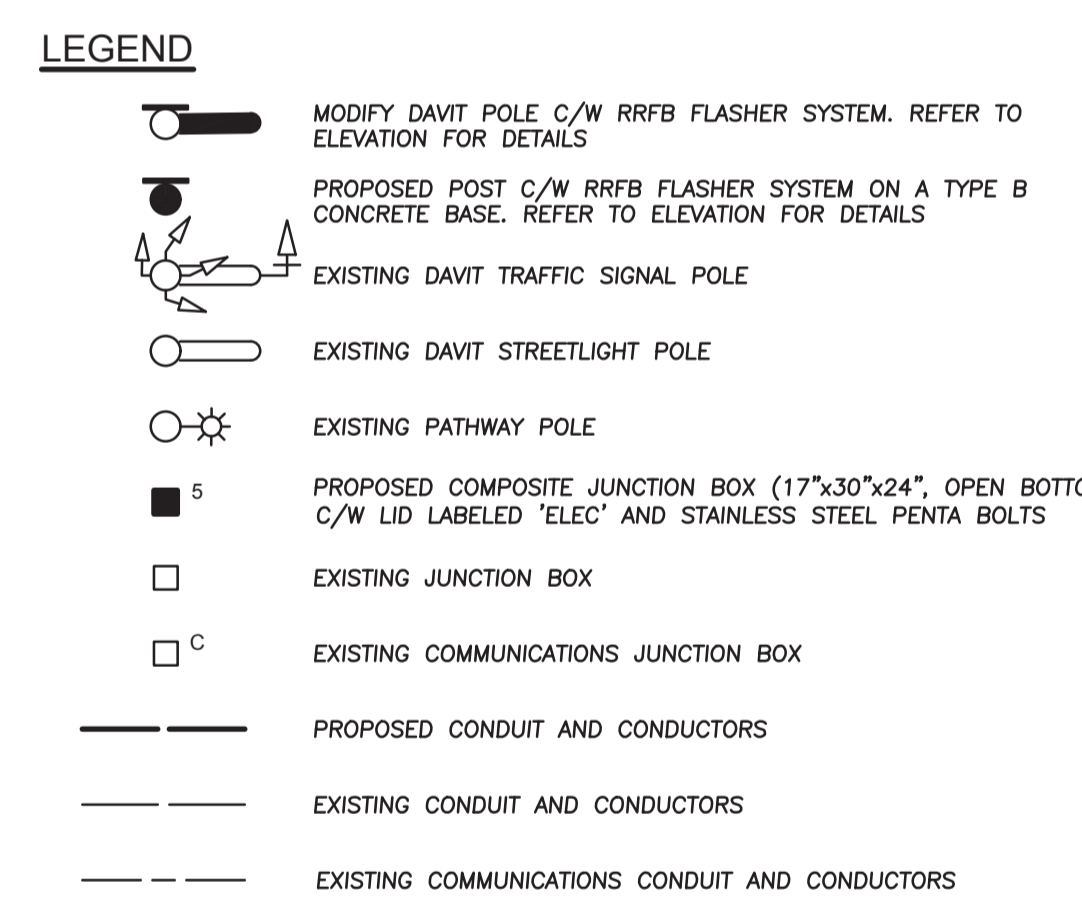 LEGEND
MODIFY DAVIT POLE C/W RRFB FLASHER SYSTEM. REFER TO
ELEVATION FOR DETAILS
PROPOSED POST C/W RRFB FLASHER SYSTEM ON A TYPE B
CONCRETE BASE. REFER TO ELEVATION FOR DETAILS
EXISTING DAVIT TRAFFIC SIGNAL POLE
EXISTING DAVIT STREETLIGHT POLE
EXISTING PATHWAY POLE
5 PROPOSED COMPOSITE JUNCTION BOX (17"x30"x24", OPEN
C/W LID LABELED 'ELEC' AND STAINLESS STEEL PENTA BOLTS
EXISTING JUNCTION BOX
C EXISTING COMMUNICATIONS JUNCTION BOX
PROPOSED CONDUIT AND CONDUCTORS
EXISTING CONDUIT AND CONDUCTORS
EXISTING COMMUNICATIONS CONDUIT AND CONDUCTORS